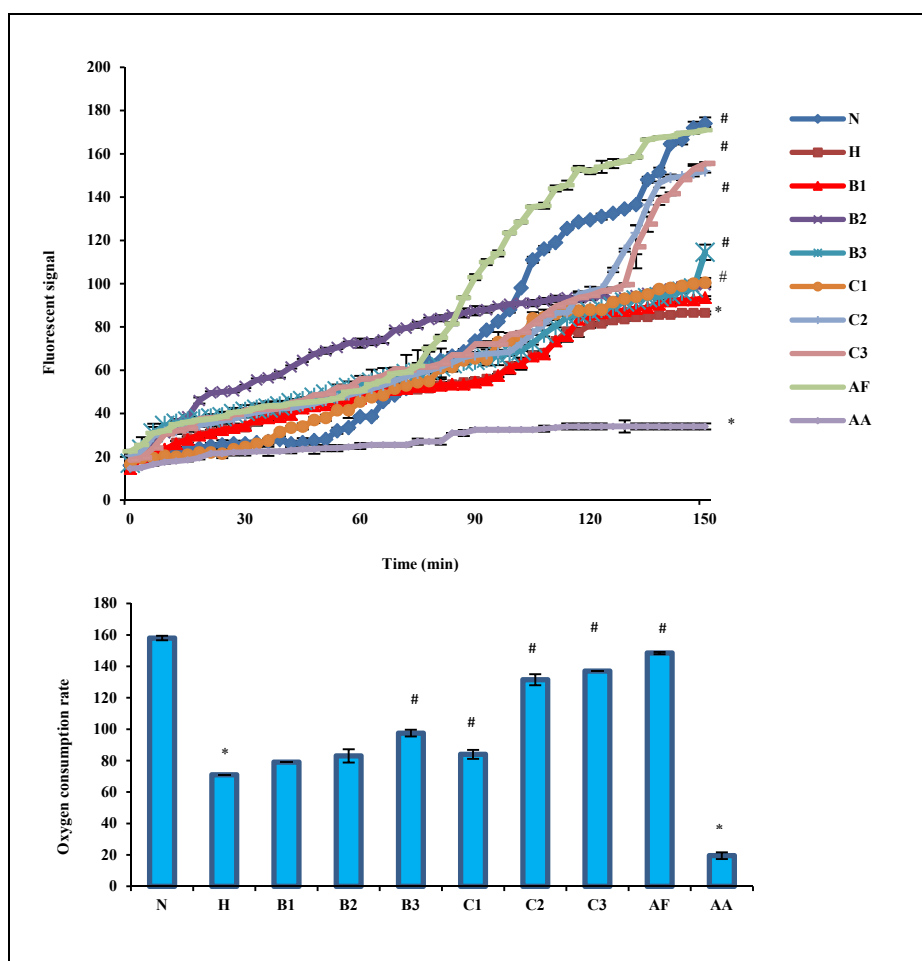 200
180
160
140
120
100
80
60
40
20
0
Fluorescent signal
0 30 60 90 120 150
Time (min)
#
#
#
#
#
*
*
N
H
B1
B2
B3
C1
C2
C3
AF
AA
180
160
140
120
100
80
60
40
20
0
Oxygen consumption rate
* # # # # # *
N H B1 B2 B3 C1 C2 C3 AF AA